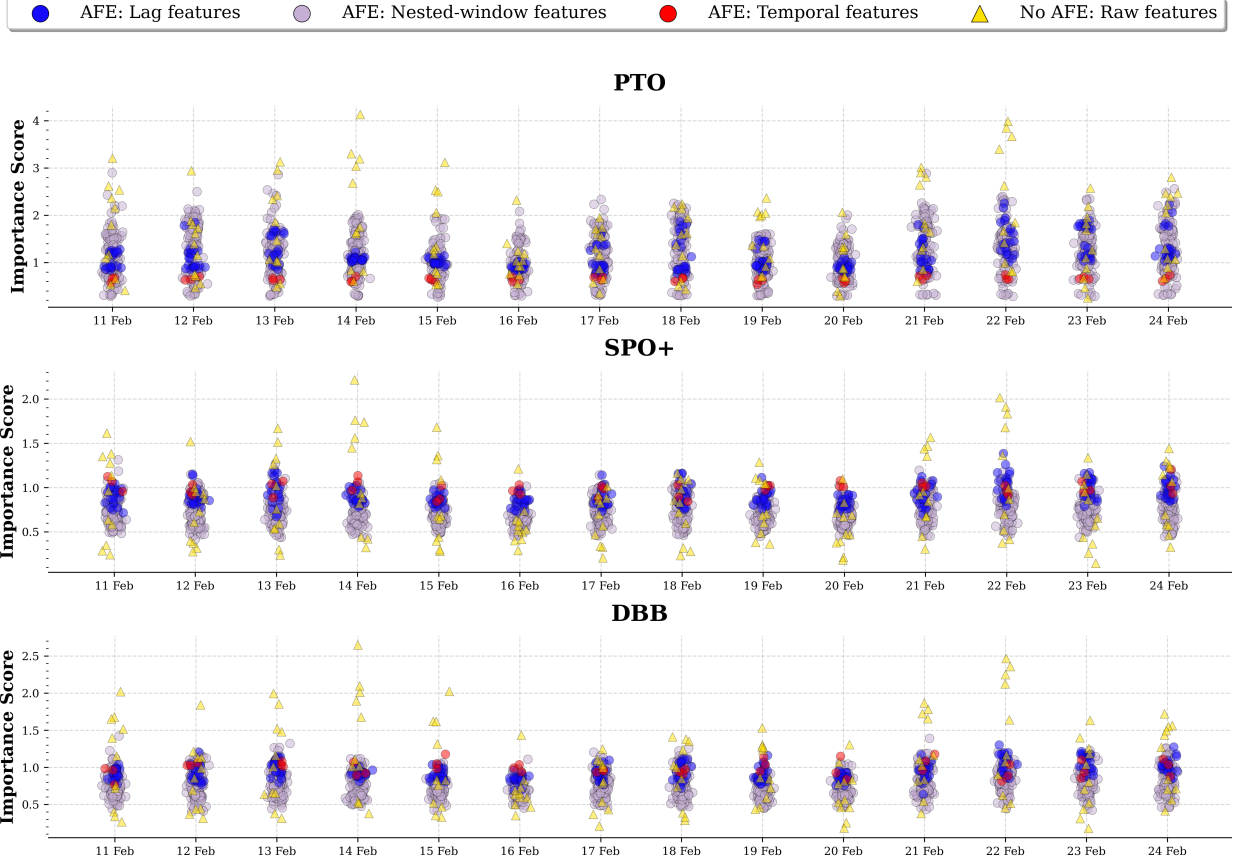 AFE: Lag features AFE: Nested-window features AFE: Temporal features No AFE: Raw features
PTO
Importance Score
4
3
2
1
11 Feb 12 Feb 13 Feb 14 Feb 15 Feb 16 Feb 17 Feb 18 Feb 19 Feb 20 Feb 21 Feb 22 Feb 23 Feb 24 Feb
SPO+
Importance Score
2.0
1.5
1.0
0.5
11 Feb 12 Feb 13 Feb 14 Feb 15 Feb 16 Feb 17 Feb 18 Feb 19 Feb 20 Feb 21 Feb 22 Feb 23 Feb 24 Feb
DBB
Importance Score
2.5
2.0
1.5
1.0
0.5
11 Feb 12 Feb 13 Feb 14 Feb 15 Feb 16 Feb 17 Feb 18 Feb 19 Feb 20 Feb 21 Feb 22 Feb 23 Feb 24 Feb